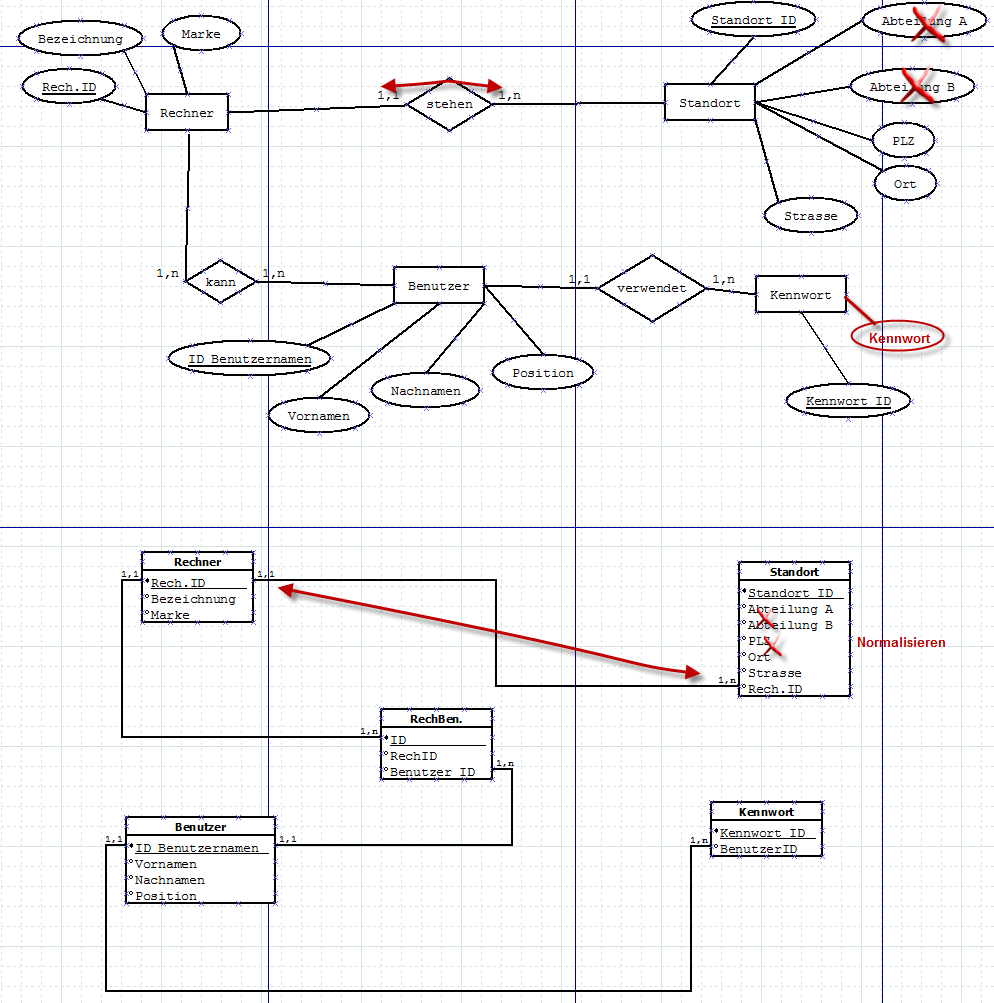 Standort ID
Abteilung A
Bezeichnung
Marke
Rech.ID
Abteilung B
1,1
stehen
1,n
Standort
Rechner
PLZ
Ort
Strasse
1,n
kann
1,n
Benutzer
1,1
verwendet
1,n
Kennwort
Kennwort
ID Benutzernamen
Vornamen
Nachnamen
Position
Kennwort ID
Rechner
1,1
1,1
Rech.ID
Bezeichnung
Marke
Standort
Standort ID
Abteilung A
Abteilung B
PLZ
Ort
Strasse
1,n
Rech.ID
Normalisieren
RechBen.
1,n
ID
RechID
Benutzer ID
1,n
Benutzer
1,1
1,1
ID Benutzernamen
Vornamen
Nachnamen
Position
Kennwort
Kennwort ID
1,n
BenutzerID